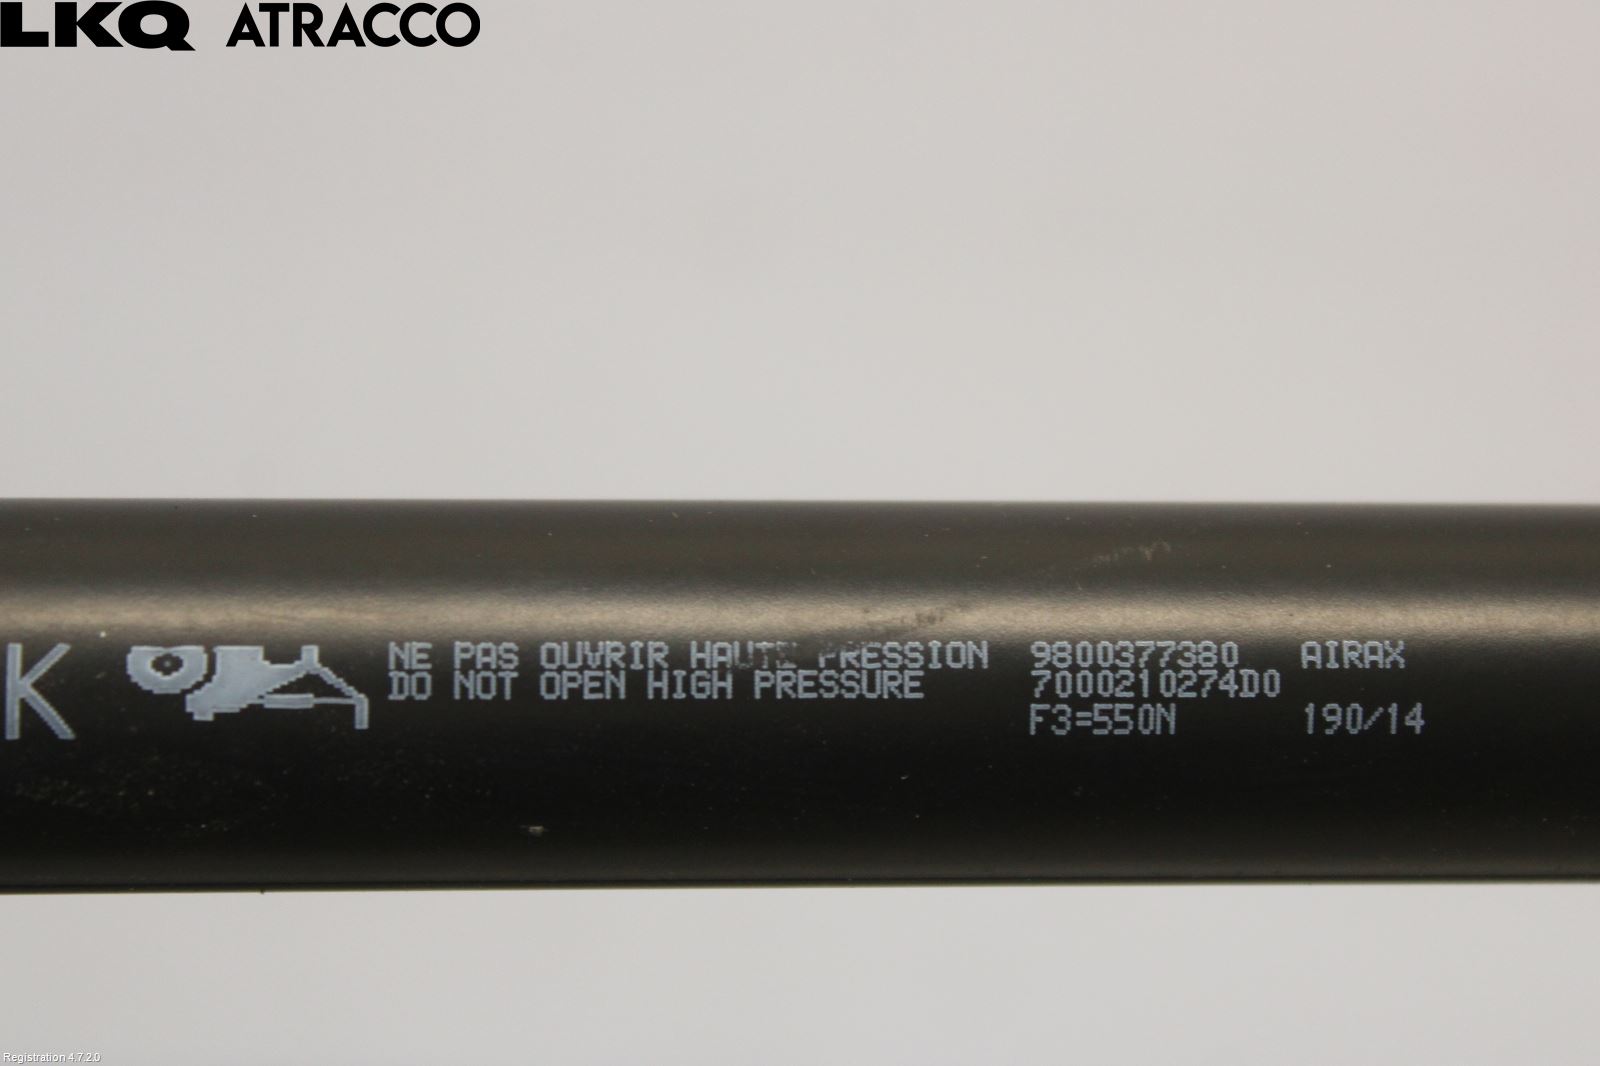 LKQ ATRACCO
K
NE PAS OUVRIR HAUTE PRESSION 9800377380 AIRAX
DO NOT OPEN HIGH PRESSURE 7000210274D0
F3=550N 190/14
Registration 4.7.2.0